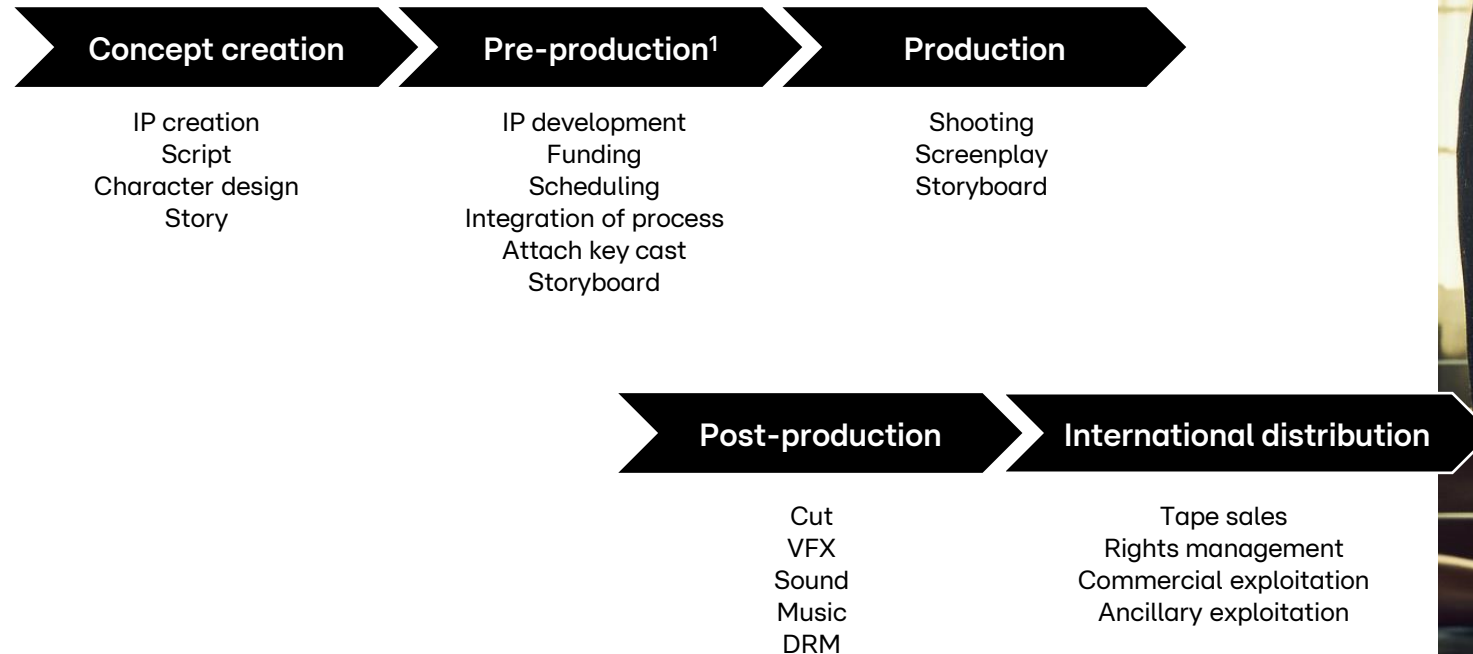 Concept creation
Pre-production¹
Production
IP creation
Script
Character design
Story
IP development
Funding
Scheduling
Integration of process
Attach key cast
Storyboard
Shooting
Screenplay
Storyboard
Post-production
International distribution
Cut
VFX
Sound
Music
DRM
Tape sales
Rights management
Commercial exploitation
Ancillary exploitation